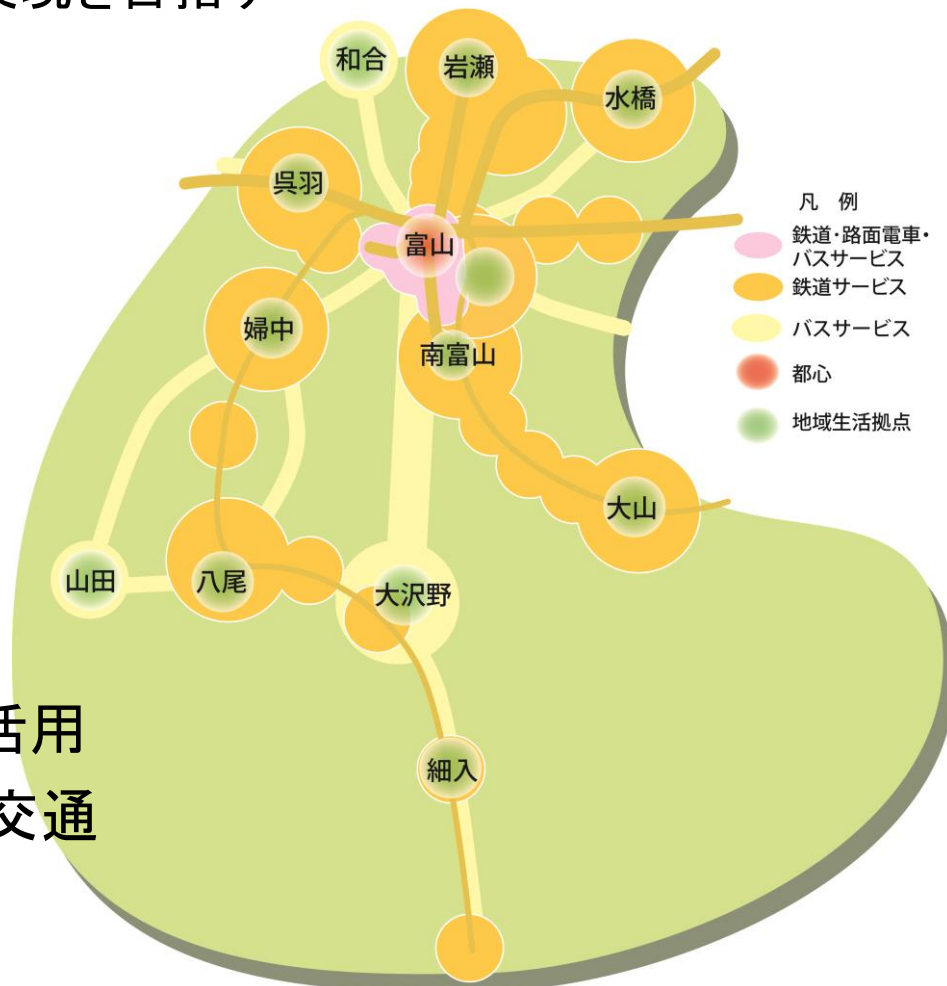 和合
岩瀬
水橋
呉羽
凡 例
鉄道・路面電車・
バスサービス
富山
鉄道サービス
婦中
バスサービス
南富山
都心
地域生活拠点
大山
山田
八尾
大沢野
活用
細入
交通